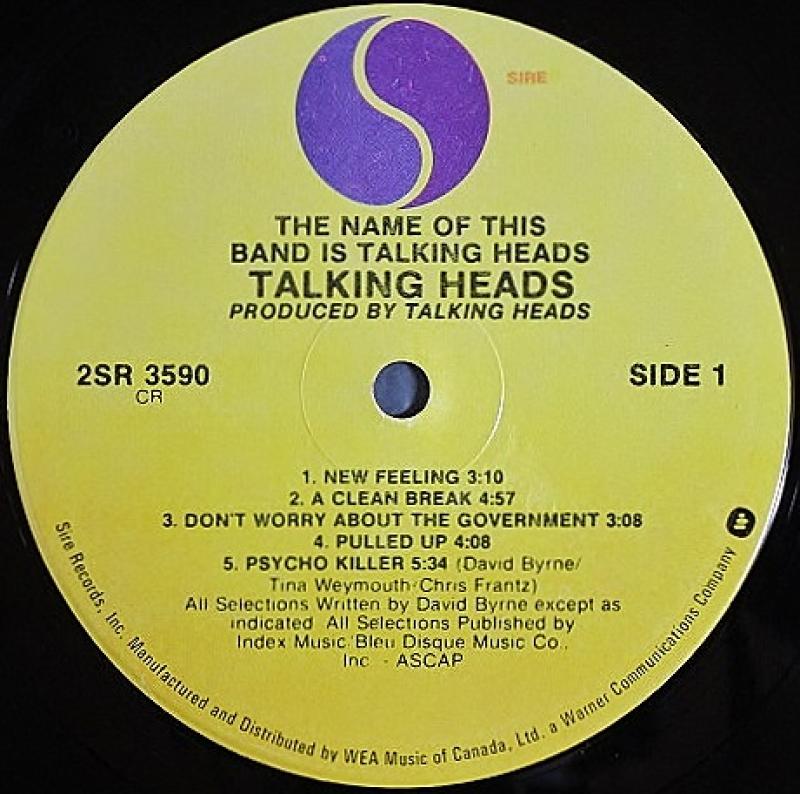 SIRE
THE NAME OF THIS
BAND IS TALKING HEADS
TALKING HEADS
PRODUCED BY TALKING HEADS
2SR 3590
CR
SIDE 1
1. NEW FEELING 3:10
2. A CLEAN BREAK 4:57
3. DON'T WORRY ABOUT THE GOVERNMENT 3:08
4. PULLED UP 4:08
5. PSYCHO KILLER 5:34 (David Byrne/
Tina Weymouth/Chris Frantz)
All Selections Written by David Byrne except as
indicated. All Selections Published by
Index Music/Bleu Disque Music Co.,
Inc. - ASCAP
Sire Records, Inc. Manufactured and Distributed by WEA Music of Canada, Ltd. a Warner Communications Company